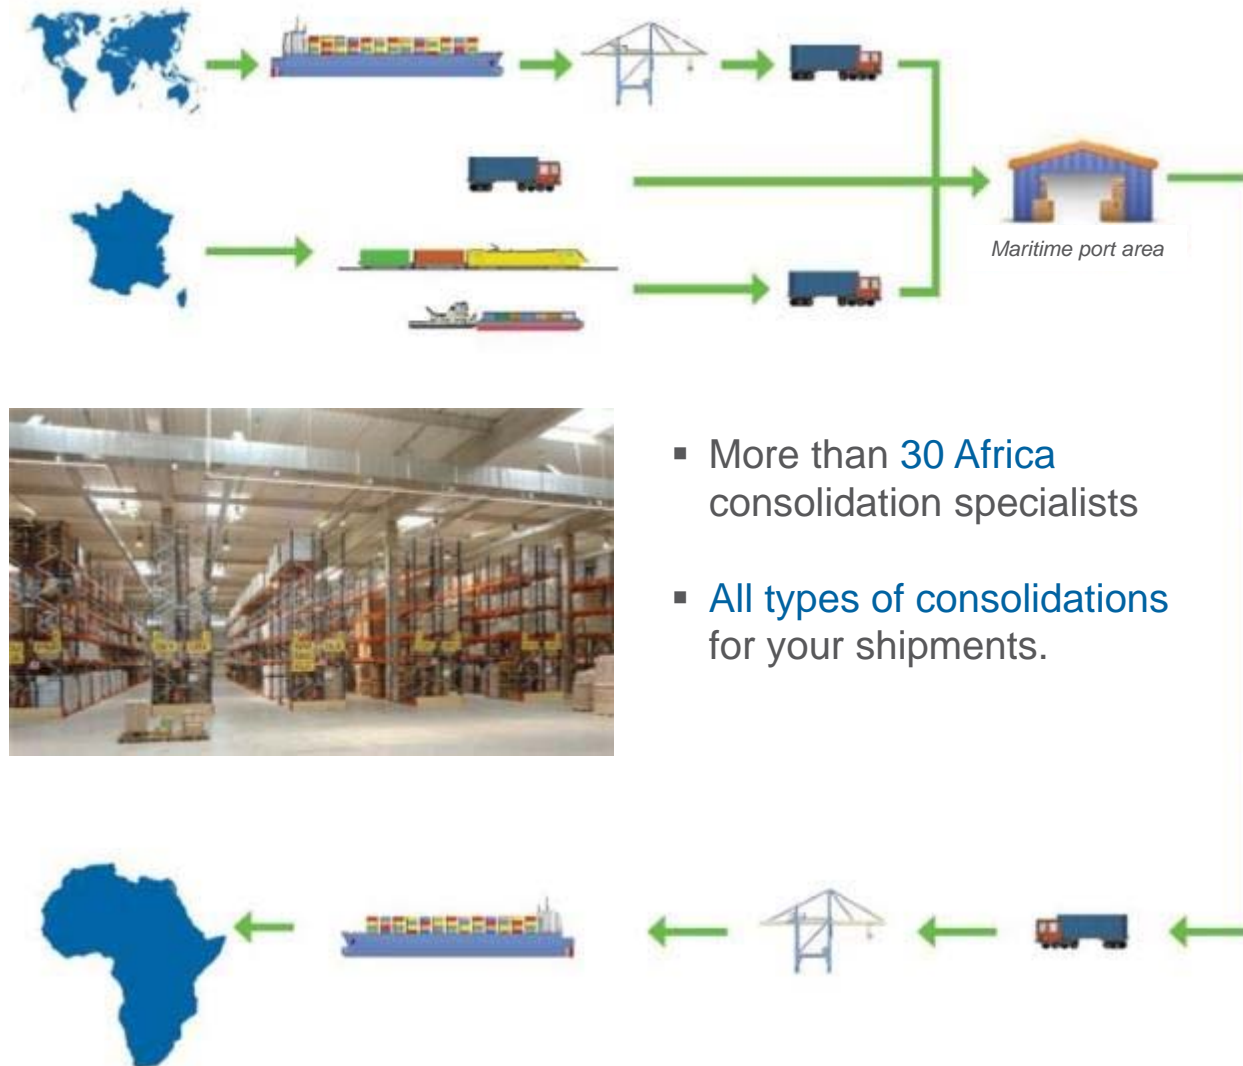 Maritime port area
▪ More than 30 Africa
consolidation specialists
▪ All types of consolidations
for your shipments.